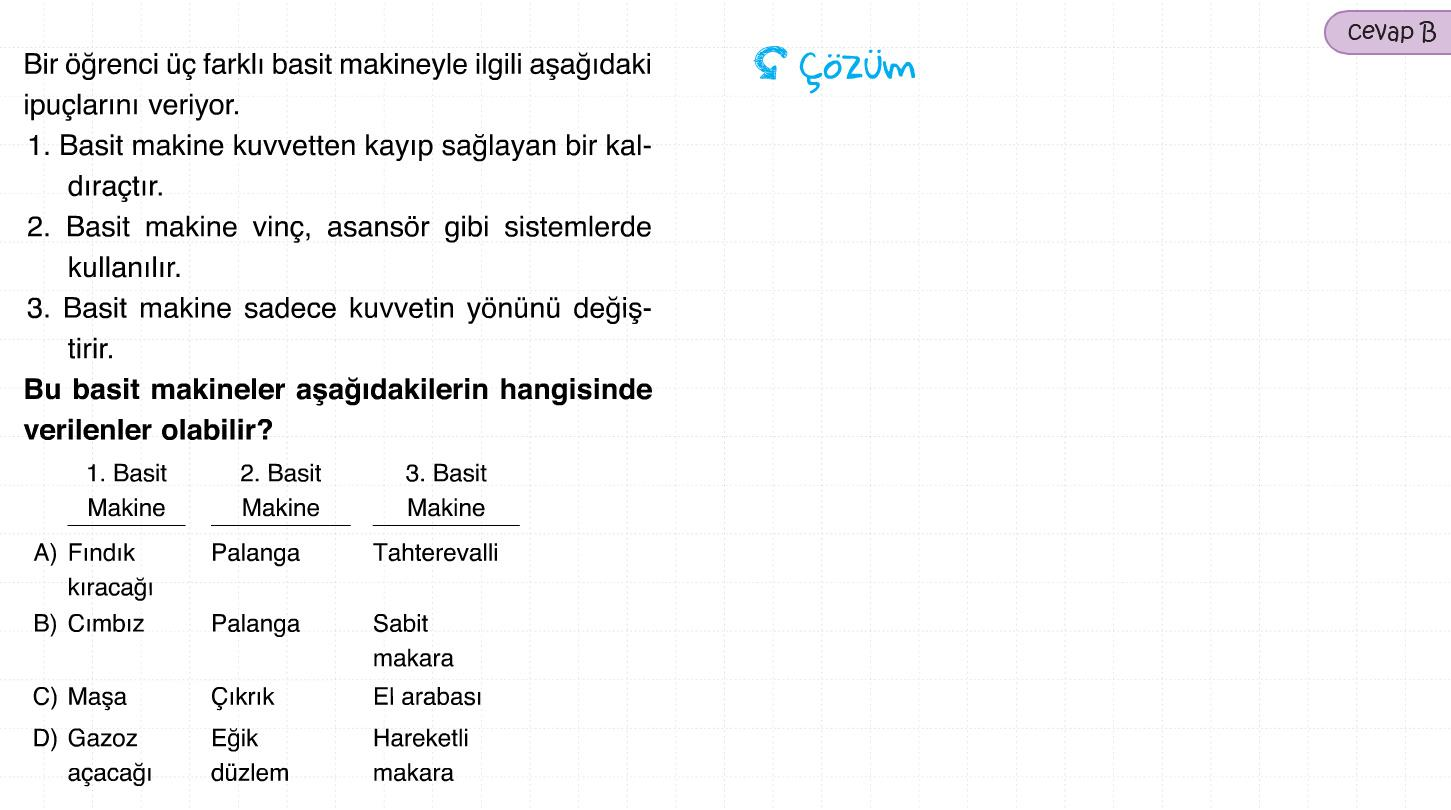 Cevap B
Bir öğrenci üç farklı basit makineyle ilgili aşağıdaki
ipuçlarını veriyor.
1. Basit makine kuvvetten kayıp sağlayan bir kal-
dıraçtır.
2. Basit makine vinç, asansör gibi sistemlerde
kullanılır.
3. Basit makine sadece kuvvetin yönünü değiş-
tirir.
Bu basit makineler aşağıdakilerin hangisinde
verilenler olabilir?
1. Basit 2. Basit 3. Basit
Makine Makine Makine
A) Fındık Palanga Tahterevalli
kıracağı
B) Cımbız Palanga Sabit
makara
C) Maşa Çıkrık El arabası
D) Gazoz Eğik Hareketli
açacağı düzlem makara
Çözüm